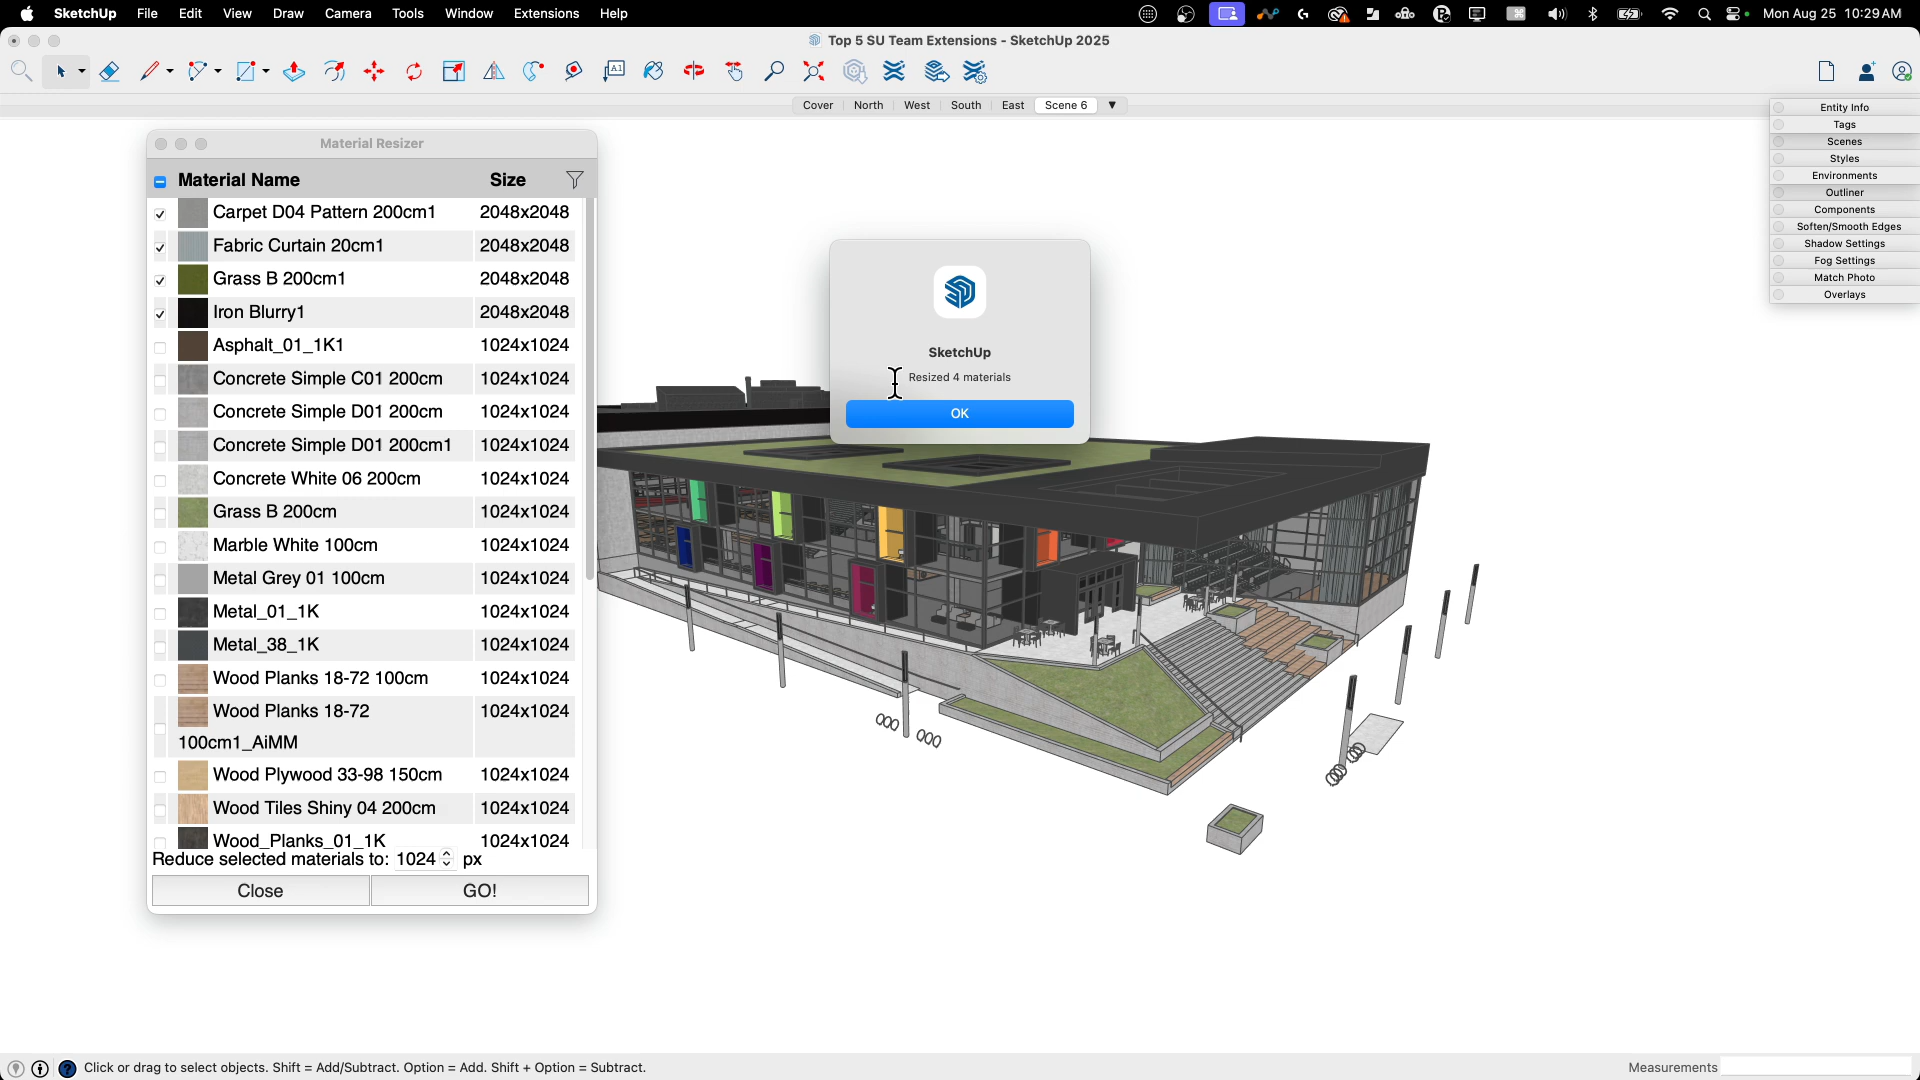 SketchUp File Edit View Draw Camera Tools Window Extensions Help Mon Aug 25 10:29 AM
Top 5 SU Team Extensions - SketchUp 2025
A1
Cover North West South East Scene 6
Entity Info
Tags
Scenes
Styles
Environments
Outliner
Components
Soften/Smooth Edges
Shadow Settings
Fog Settings
Match Photo
Overlays
Material Resizer
Material Name Size
Carpet D04 Pattern 200cm1 2048x2048
Fabric Curtain 20cm1 2048x2048
Grass B 200cm1 2048x2048
Iron Blurry1 2048x2048
Asphalt_01_1K1 1024x1024
Concrete Simple C01 200cm 1024x1024
Concrete Simple D01 200cm 1024x1024
Concrete Simple D01 200cm1 1024x1024
Concrete White 06 200cm 1024x1024
Grass B 200cm 1024x1024
Marble White 100cm 1024x1024
Metal Grey 01 100cm 1024x1024
Metal_01_1K 1024x1024
Metal_38_1K 1024x1024
Wood Planks 18-72 100cm 1024x1024
Wood Planks 18-72 1024x1024
100cm1_AiMM
Wood Plywood 33-98 150cm 1024x1024
Wood Tiles Shiny 04 200cm 1024x1024
Wood_Planks_01_1K 1024x1024
Reduce selected materials to: 1024 px
Close GO!
SketchUp
Resized 4 materials
OK
Click or drag to select objects. Shift = Add/Subtract. Option = Add. Shift + Option = Subtract. Measurements